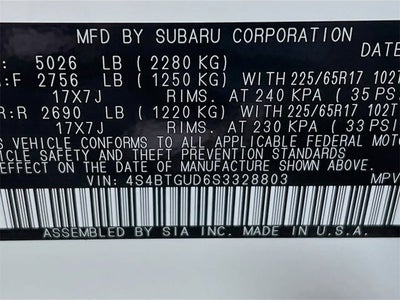 MFD BY SUBARU CORPORATION
DATE
: 5026 LB (2280 KG)
:F 2756 LB (1250 KG) WITH 225/65R17 102T
17X7J RIMS. AT 240 KPA (35 PSI
R:R 2690 LB (1220 KG) WITH 225/65R17 102T
17X7J RIMS. AT 230 KPA (33 PSI
S VEHICLE CONFORMS TO ALL APPLICABLE FEDERAL MOTO
ICLE SAFETY AND THEFT PREVENTION STANDARDS
EFFECT ON THE DATE OF MANUFACTURE SHOWN ABOVE.
VIN: 4S4BTGUD6S3328803 MPV
ASSEMBLED BY SIA INC. MADE IN U.S.A.